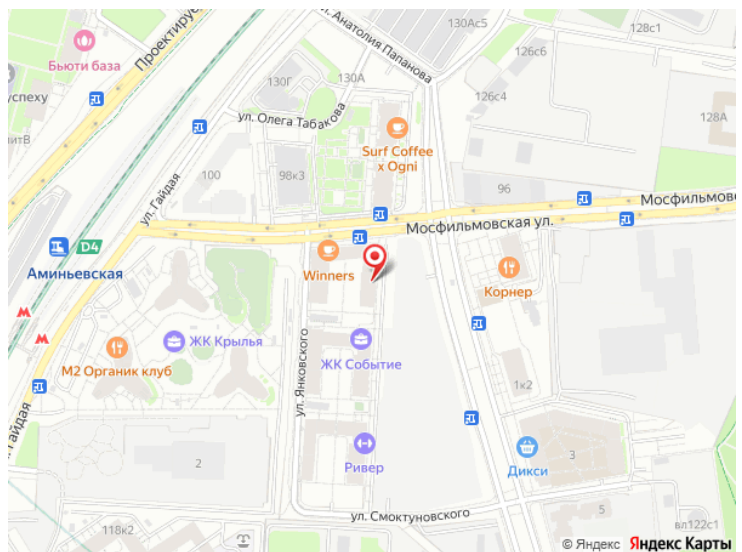 130Ас5
128с1
ул. Анатолия Папанова
126с6
Проектируе
Бьюти база
130Г
130А
успеху
126с4
ул. Олега Табакова
128А
Surf Coffee
x Ogni
100
98к3
96
ул. Гайдая
Мосфильмовс
Мосфильмовская ул.
D4
Аминьевская
Winners
Корнер
ЖК Крылья
ЖК Событие
М2 Органик клуб
1к2
ул. Янковского
Гайдая
Ривер
Дикси
3
2
ул. Смоктуновского
5
вл122с1
118к2
© Яндекс Яндекс Карты